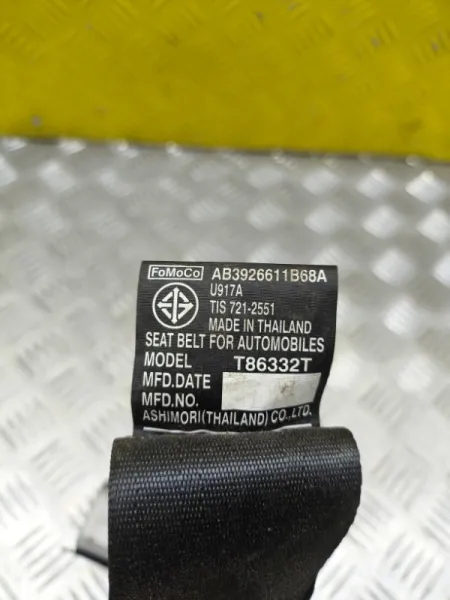 FoMoCo AB3926611B68A
U917A
TIS 721-2551
MADE IN THAILAND
SEAT BELT FOR AUTOMOBILES
MODEL T86332T
MFD.DATE
MFD.NO.
ASHIMORI(THAILAND) CO.,LTD.